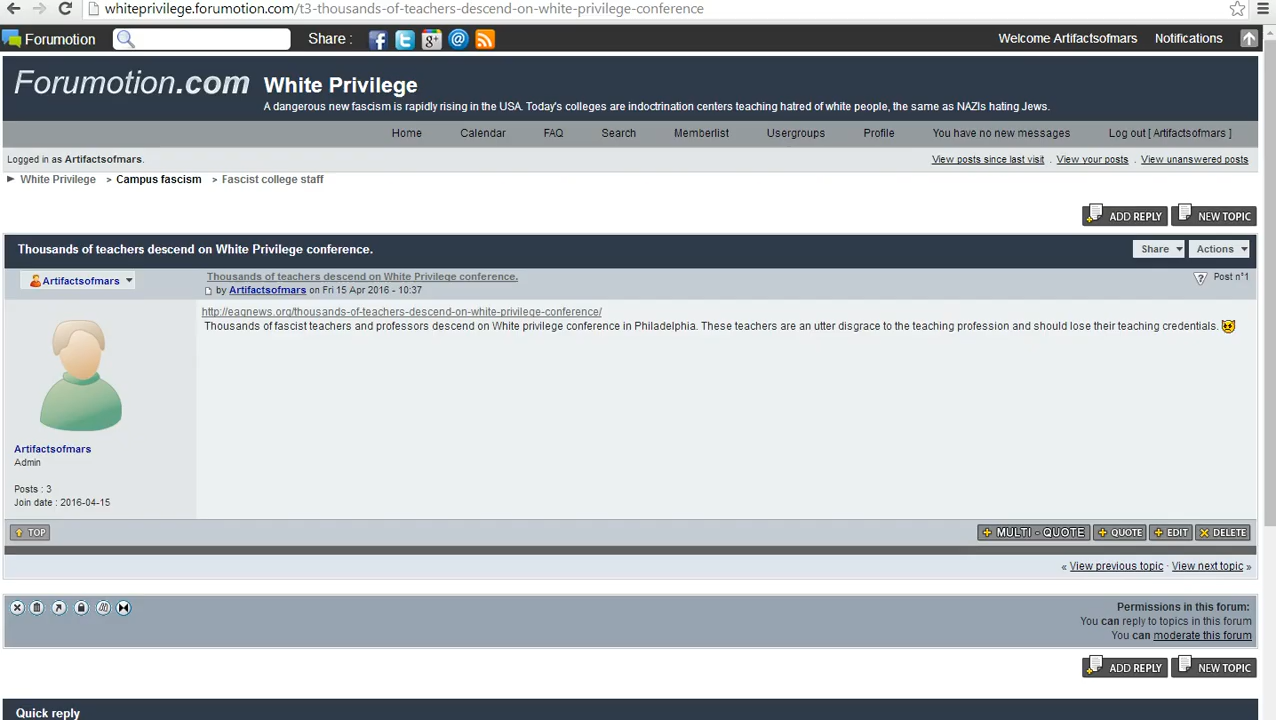 whiteprivilege.forumotion.com/t3-thousands-of-teachers-descend-on-white-privilege-conference
Forumotion Share : Welcome Artifactsofmars Notifications
Forumotion.com White Privilege
A dangerous new fascism is rapidly rising in the USA. Today's colleges are indoctrination centers teaching hatred of white people, the same as NAZIs hating Jews.
Home Calendar FAQ Search Memberlist Usergroups Profile You have no new messages Log out [ Artifactsofmars ]
Logged in as Artifactsofmars. View posts since last visit . View your posts . View unanswered posts
White Privilege > Campus fascism > Fascist college staff
ADD REPLY NEW TOPIC
Thousands of teachers descend on White Privilege conference. Share Actions
Artifactsofmars Thousands of teachers descend on White Privilege conference. Post n°1
by Artifactsofmars on Fri 15 Apr 2016 - 10:37
http://eagnews.org/thousands-of-teachers-descend-on-white-privilege-conference/
Thousands of fascist teachers and professors descend on White privilege conference in Philadelphia. These teachers are an utter disgrace to the teaching profession and should lose their teaching credentials.
Artifactsofmars
Admin
Posts : 3
Join date : 2016-04-15
TOP MULTI - QUOTE QUOTE EDIT DELETE
« View previous topic · View next topic »
Permissions in this forum:
You can reply to topics in this forum
You can moderate this forum
ADD REPLY NEW TOPIC
Quick reply